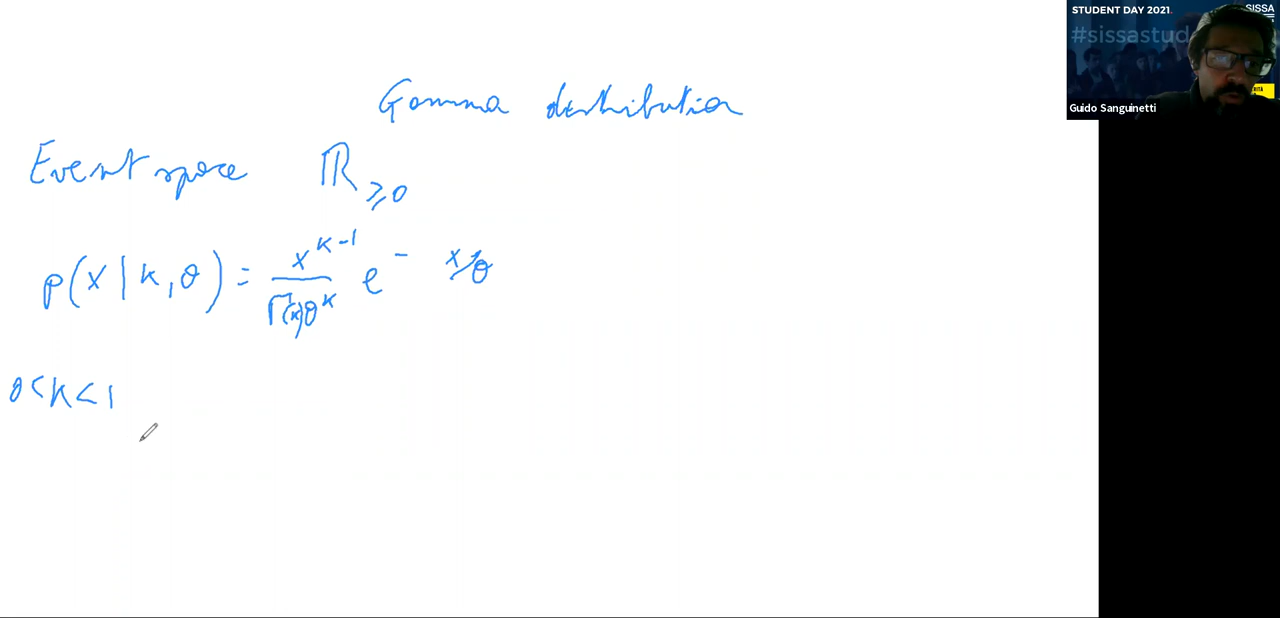 STUDENT DAY 2021.
SISSA
#sissastud
Guido Sanguinetti
Gamma distribution
Event space ℝ≥0
p(x | k, θ) = x^(k-1) / (Γ(k)θ^k) e^(- x/θ)
0 < k < 1